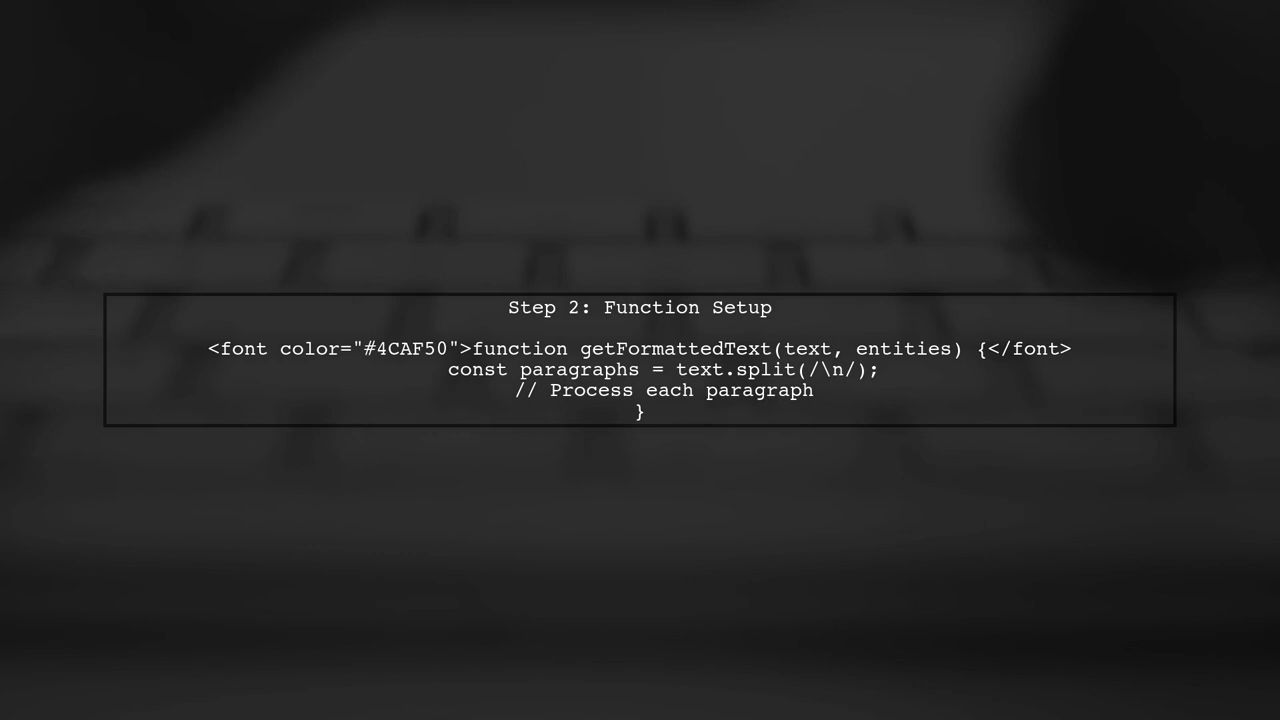 Step 2: Function Setup
<font color="#4CAF50">function getFormattedText(text, entities) {</font>
const paragraphs = text.split(/\n/);
// Process each paragraph
}